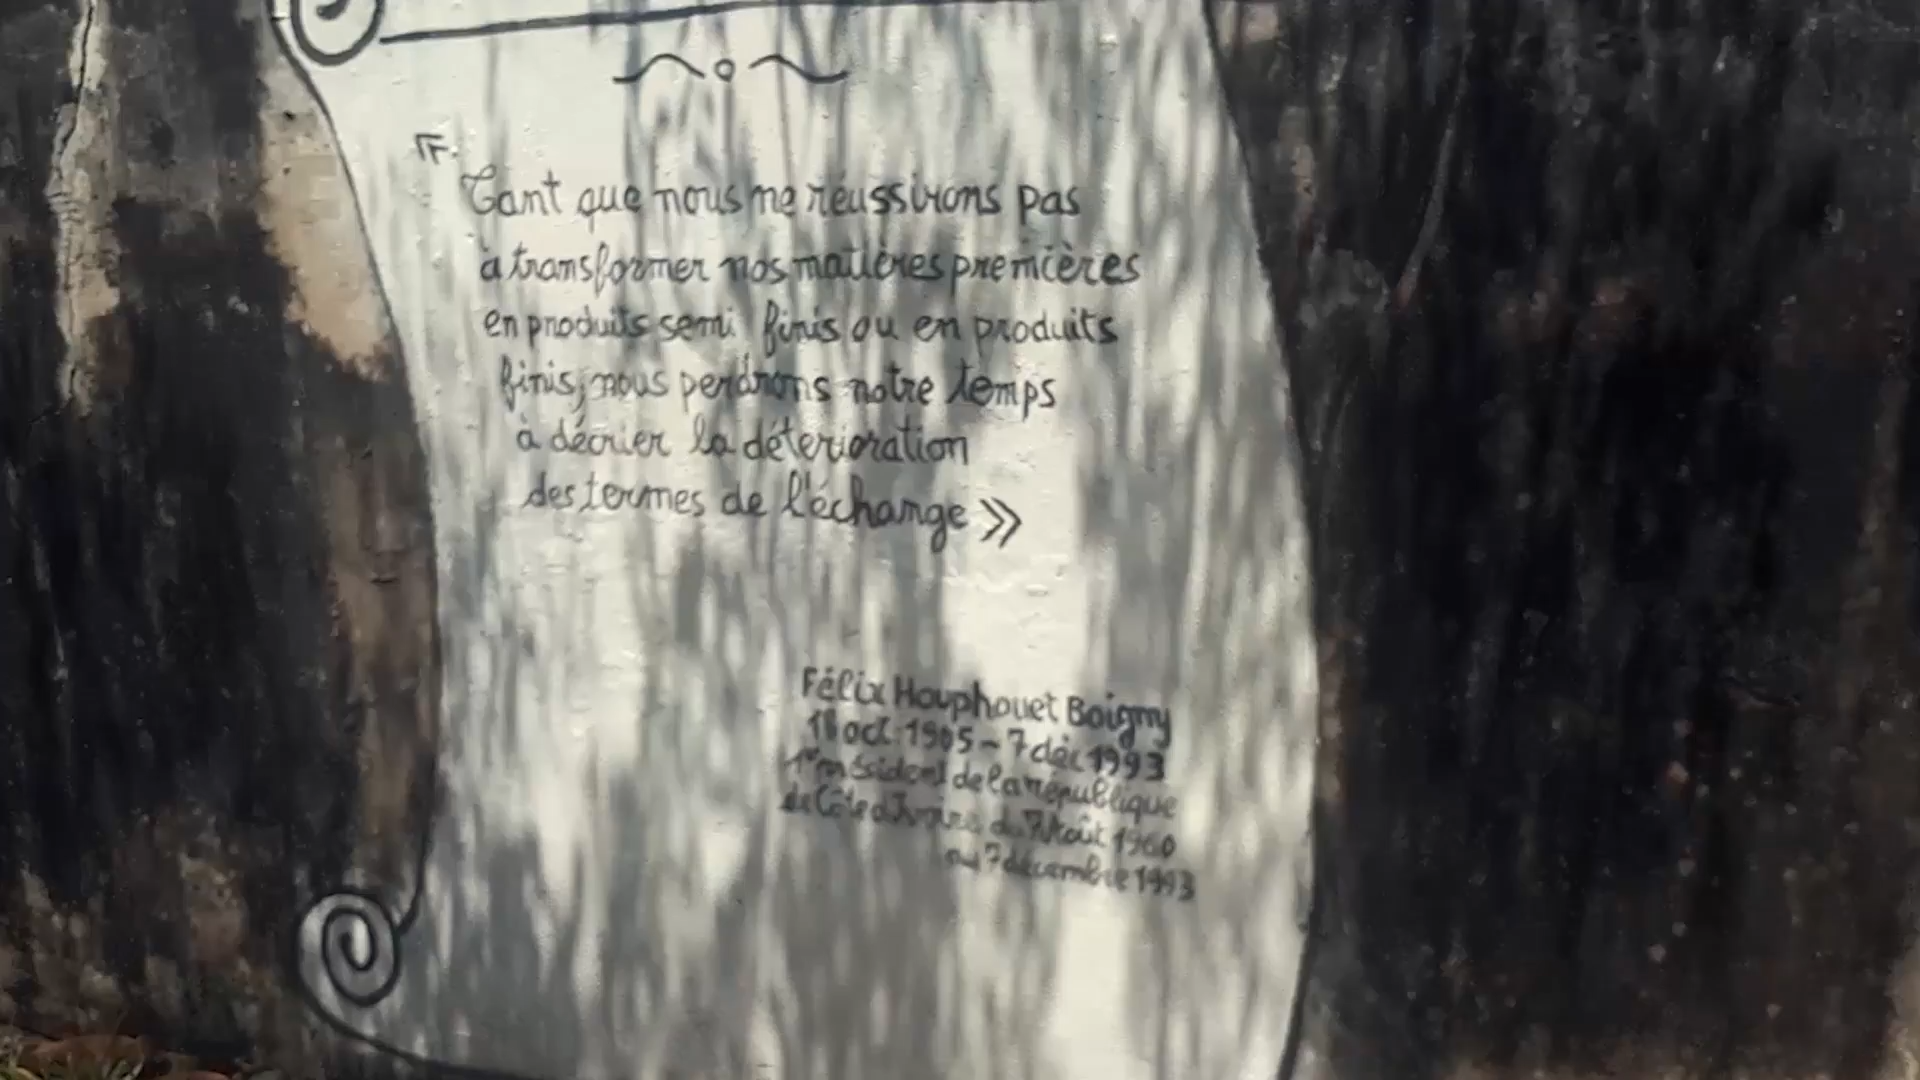 « Tant que nous ne réussirons pas
à transformer nos matières premières
en produits semi finis ou en produits
finis, nous perdrons notre temps
à décrier la déterioration
des termes de l'échange »
Félix Houphouet Boigny
18 oct. 1905 - 7 déc 1993
1er président de la république
de Côte d'Ivoire du 7 Août 1960
au 7 décembre 1993